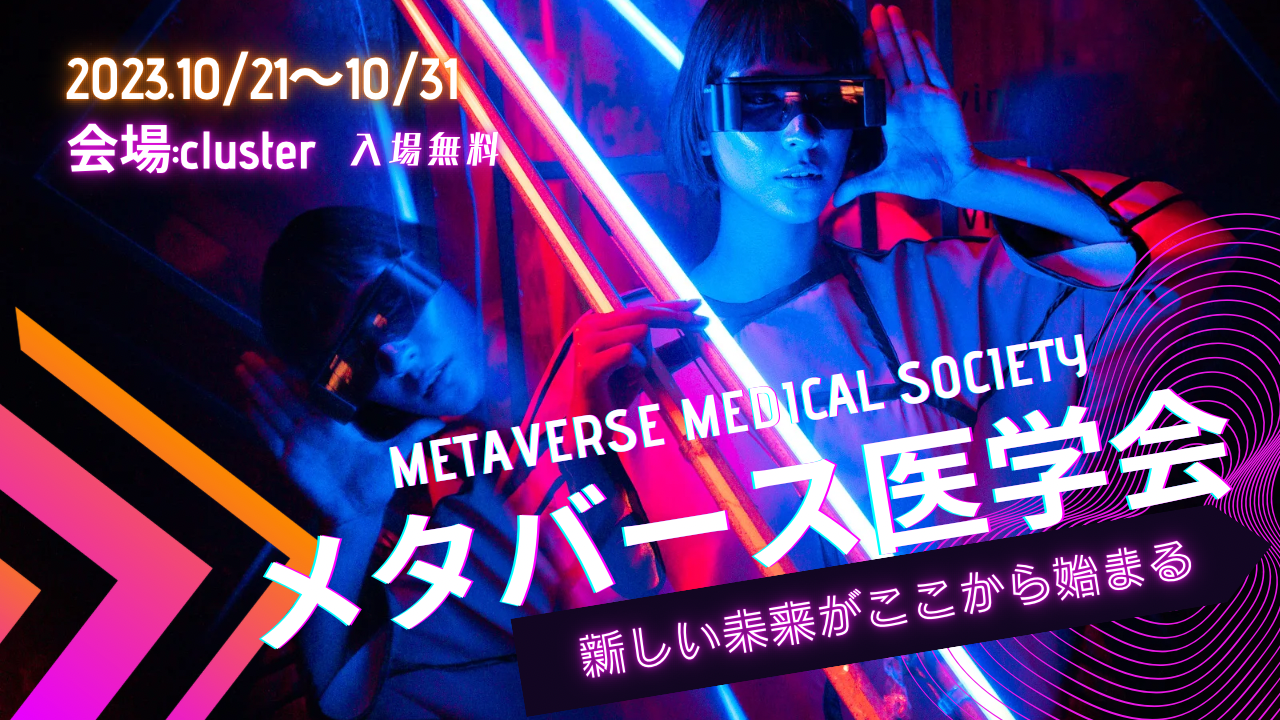 2023.10/21〜10/31
会場:cluster 入場無料
METAVERSE MEDICAL SOCIETY
メタバース医学会
新しい未来がここから始まる